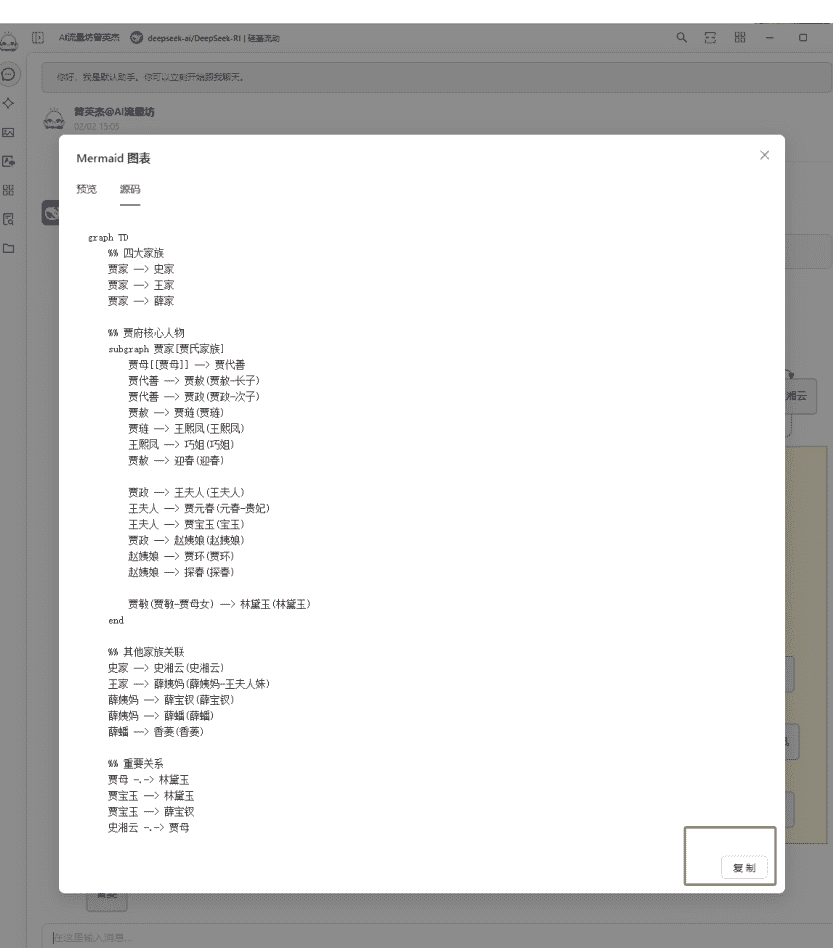 AI流量坊菅英杰 deepseek-ai/DeepSeek-R1 | 硅基流动
你好，我是默认助手。你可以立刻开始跟我聊天。
菅英杰@AI流量坊
02/02 15:05
Mermaid 图表
预览 源码
graph TD
%% 四大家族
贾家 --> 史家
贾家 --> 王家
贾家 --> 薛家
%% 贾府核心人物
subgraph 贾家[贾氏家族]
贾母[[贾母]] --> 贾代善
贾代善 --> 贾赦(贾赦-长子)
贾代善 --> 贾政(贾政-次子)
贾赦 --> 贾琏(贾琏)
贾琏 --> 王熙凤(王熙凤)
王熙凤 --> 巧姐(巧姐)
贾赦 --> 迎春(迎春)
贾政 --> 王夫人(王夫人)
王夫人 --> 贾元春(元春-贵妃)
王夫人 --> 贾宝玉(宝玉)
贾政 --> 赵姨娘(赵姨娘)
赵姨娘 --> 贾环(贾环)
赵姨娘 --> 探春(探春)
贾敏(贾敏-贾母女) --> 林黛玉(林黛玉)
end
%% 其他家族关联
史家 --> 史湘云(史湘云)
王家 --> 薛姨妈(薛姨妈-王夫人妹)
薛姨妈 --> 薛宝钗(薛宝钗)
薛姨妈 --> 薛蟠(薛蟠)
薛蟠 --> 香菱(香菱)
%% 重要关系
贾母 -.-> 林黛玉
贾宝玉 --> 林黛玉
贾宝玉 --> 薛宝钗
史湘云 -.-> 贾母
复制
湘云
香菱
在这里输入消息...